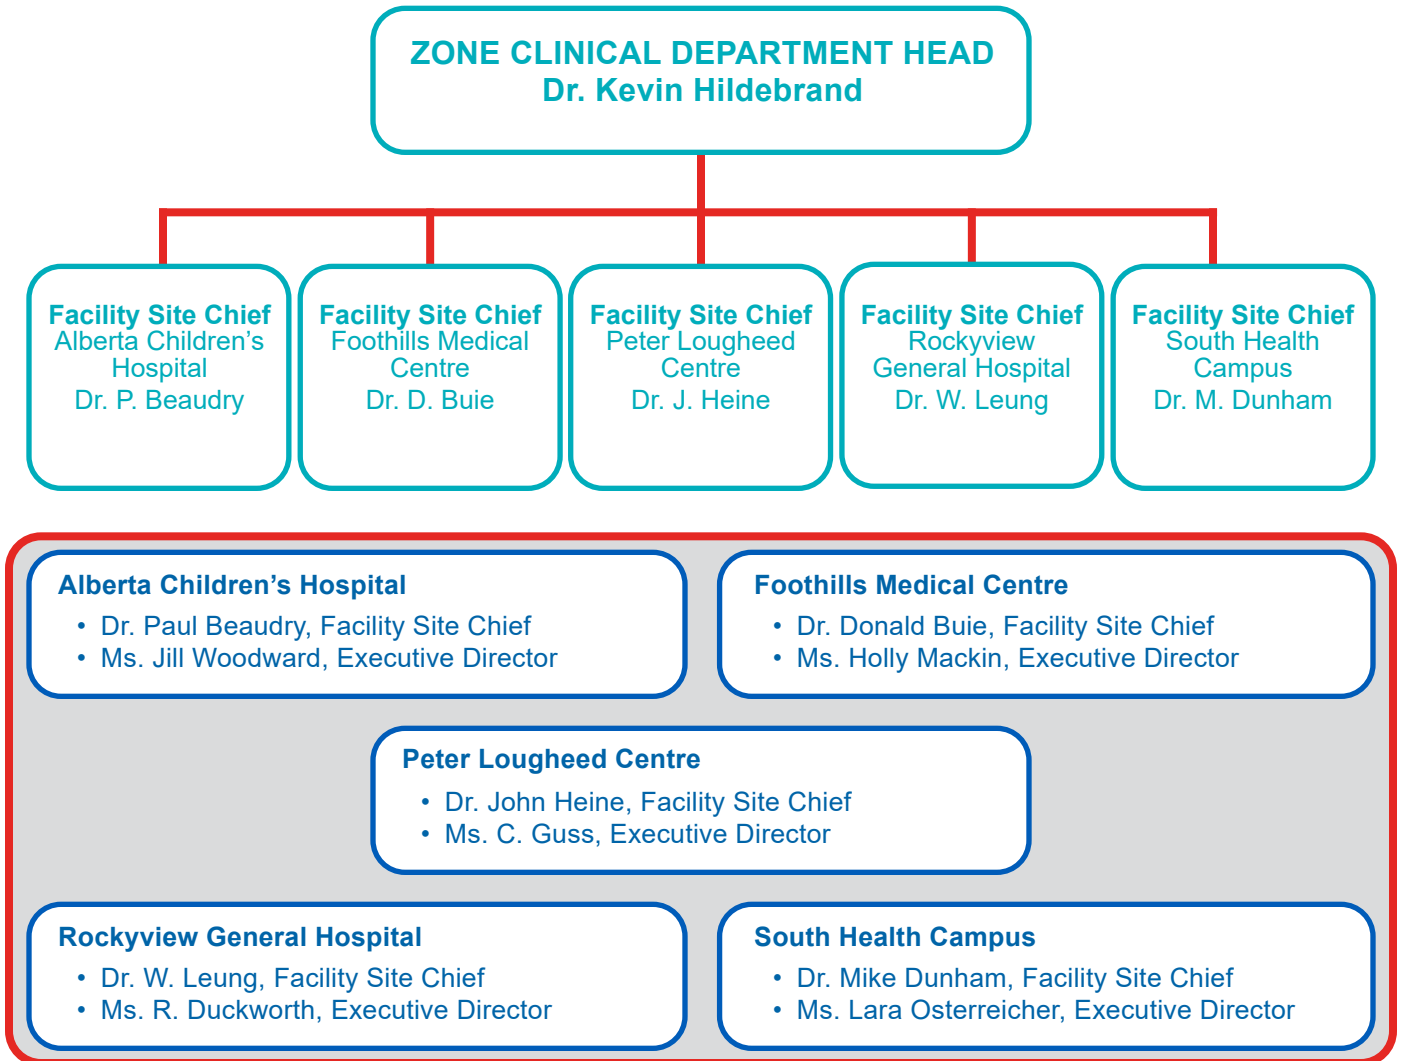 ZONE CLINICAL DEPARTMENT HEAD
Dr. Kevin Hildebrand
Facility Site Chief
Alberta Children’s
Hospital
Dr. P. Beaudry
Facility Site Chief
Foothills Medical
Centre
Dr. D. Buie
Facility Site Chief
Peter Lougheed
Centre
Dr. J. Heine
Facility Site Chief
Rockyview
General Hospital
Dr. W. Leung
Facility Site Chief
South Health
Campus
Dr. M. Dunham
Alberta Children’s Hospital
• Dr. Paul Beaudry, Facility Site Chief
• Ms. Jill Woodward, Executive Director
Foothills Medical Centre
• Dr. Donald Buie, Facility Site Chief
• Ms. Holly Mackin, Executive Director
Peter Lougheed Centre
• Dr. John Heine, Facility Site Chief
• Ms. C. Guss, Executive Director
Rockyview General Hospital
• Dr. W. Leung, Facility Site Chief
• Ms. R. Duckworth, Executive Director
South Health Campus
• Dr. Mike Dunham, Facility Site Chief
• Ms. Lara Osterreicher, Executive Director